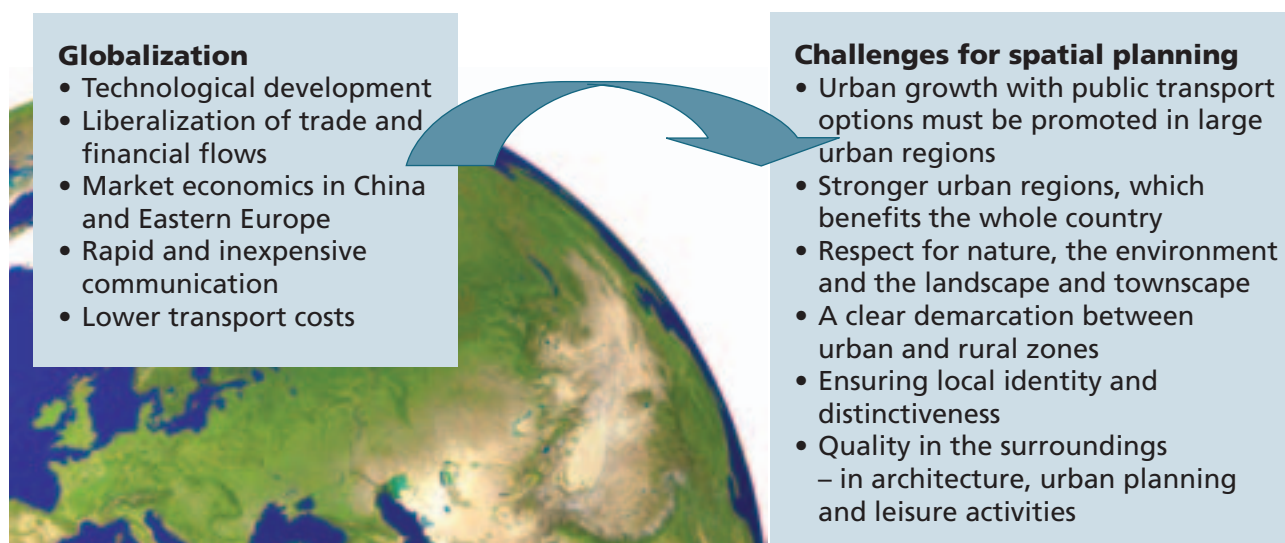 Globalization
• Technological development
• Liberalization of trade and
financial flows
• Market economics in China
and Eastern Europe
• Rapid and inexpensive
communication
• Lower transport costs
Challenges for spatial planning
• Urban growth with public transport
options must be promoted in large
urban regions
• Stronger urban regions, which
benefits the whole country
• Respect for nature, the environment
and the landscape and townscape
• A clear demarcation between
urban and rural zones
• Ensuring local identity and
distinctiveness
• Quality in the surroundings
– in architecture, urban planning
and leisure activities